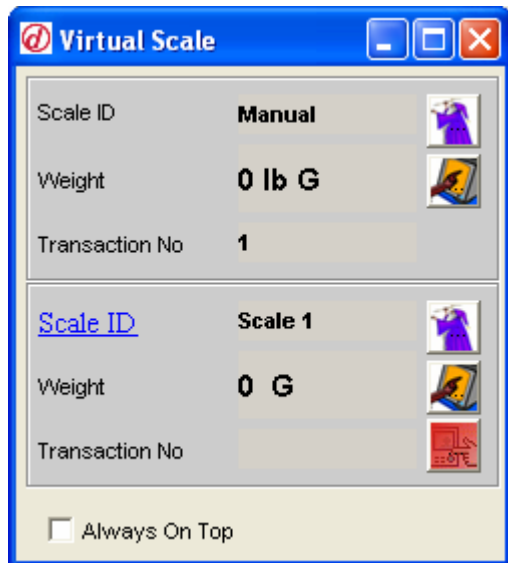 Virtual Scale
Scale ID Manual
Weight 0 lb G
Transaction No 1
Scale ID Scale 1
Weight 0 G
Transaction No
Always On Top